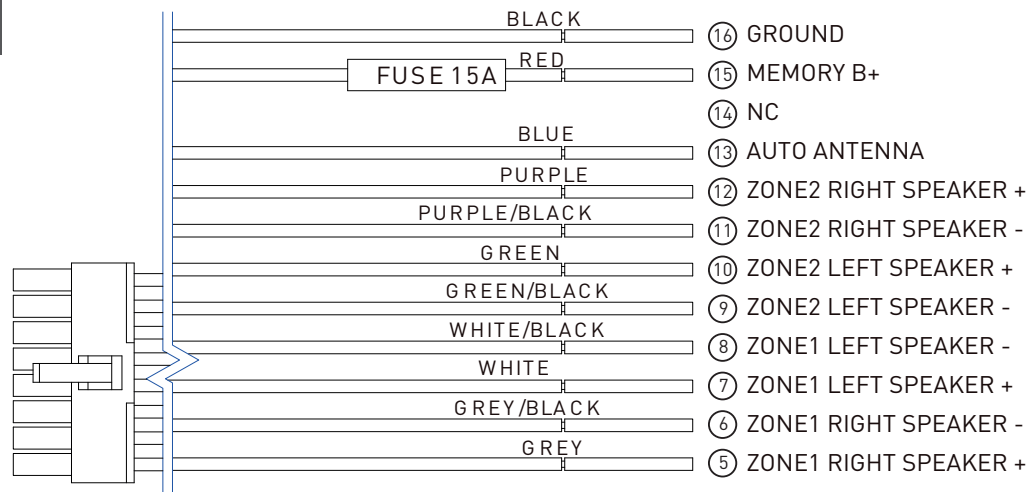 BLACK 16 GROUND
FUSE 15A RED 15 MEMORY B+
14 NC
BLUE 13 AUTO ANTENNA
PURPLE 12 ZONE2 RIGHT SPEAKER +
PURPLE/BLACK 11 ZONE2 RIGHT SPEAKER -
GREEN 10 ZONE2 LEFT SPEAKER +
GREEN/BLACK 9 ZONE2 LEFT SPEAKER -
WHITE/BLACK 8 ZONE1 LEFT SPEAKER -
WHITE 7 ZONE1 LEFT SPEAKER +
GREY/BLACK 6 ZONE1 RIGHT SPEAKER -
GREY 5 ZONE1 RIGHT SPEAKER +